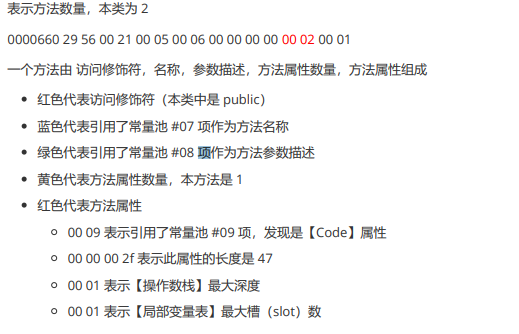 表示方法数量，本类为 2
0000660 29 56 00 21 00 05 00 06 00 00 00 00 00 02 00 01
一个方法由 访问修饰符，名称，参数描述，方法属性数量，方法属性组成
红色代表访问修饰符（本类中是 public）
蓝色代表引用了常量池 #07 项作为方法名称
绿色代表引用了常量池 #08 项作为方法参数描述
黄色代表方法属性数量，本方法是 1
红色代表方法属性
00 09 表示引用了常量池 #09 项，发现是【Code】属性
00 00 00 2f 表示此属性的长度是 47
00 01 表示【操作数栈】最大深度
00 01 表示【局部变量表】最大槽（slot）数